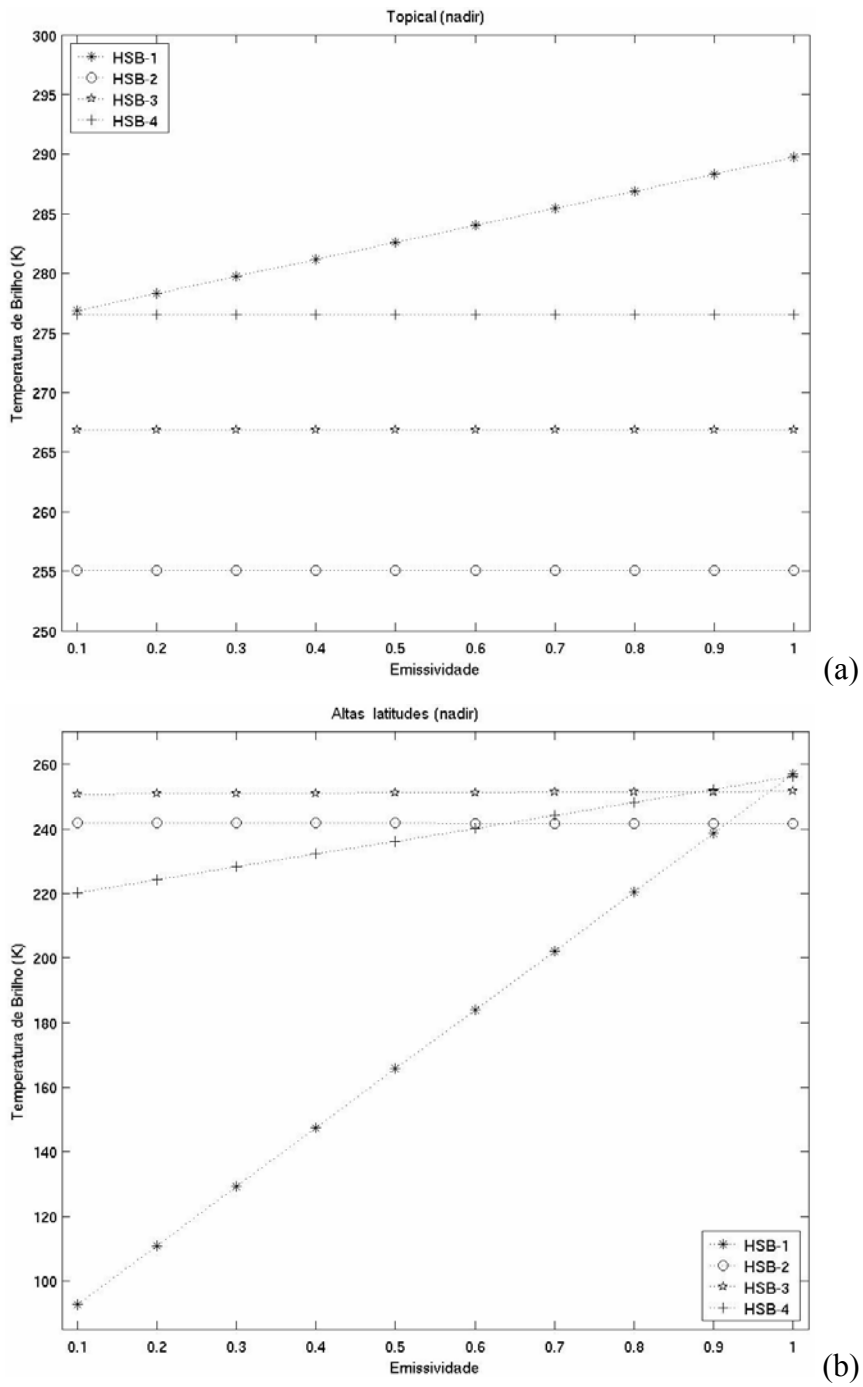 Topical (nadir)
300
295
290
285
280
275
270
265
260
255
250
Temperatura de Brilho (K)
HSB-1
HSB-2
HSB-3
HSB-4
0.1 0.2 0.3 0.4 0.5 0.6 0.7 0.8 0.9 1
Emissividade
(a)
Altas latitudes (nadir)
260
240
220
200
180
160
140
120
100
Temperatura de Brilho (K)
HSB-1
HSB-2
HSB-3
HSB-4
0.1 0.2 0.3 0.4 0.5 0.6 0.7 0.8 0.9 1
Emissividade
(b)